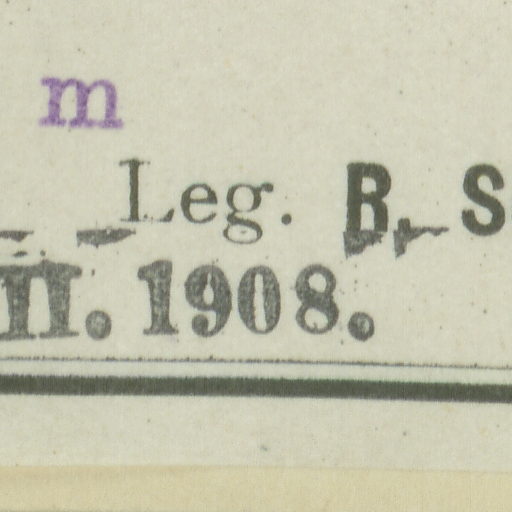 m
Leg. R. S
II. 1908.